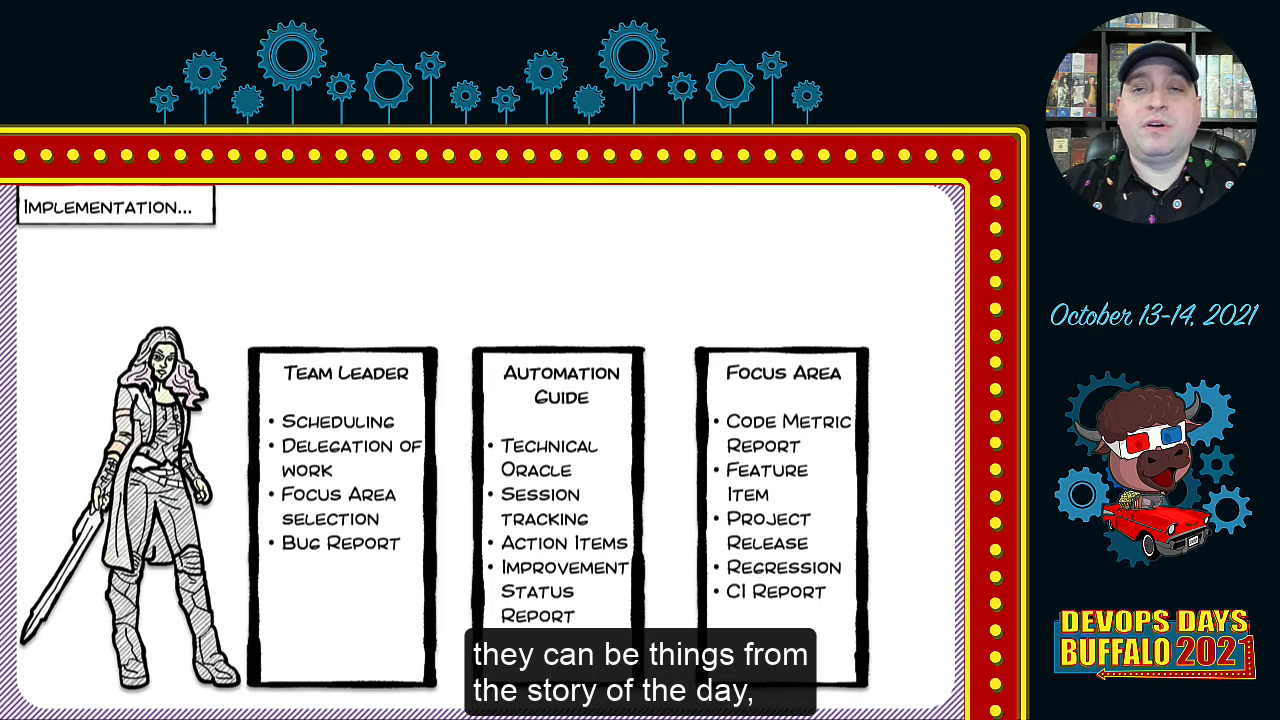 Implementation...
Team Leader
• Scheduling
• Delegation of
work
• Focus Area
selection
• Bug Report
Automation
Guide
• Technical
Oracle
• Session
tracking
• Action Items
• Improvement
Status
Report
Focus Area
• Code Metric
Report
• Feature
Item
• Project
Release
• Regression
• CI Report
they can be things from
the story of the day,
October 13-14, 2021
DEVOPS DAYS
BUFFALO 2021